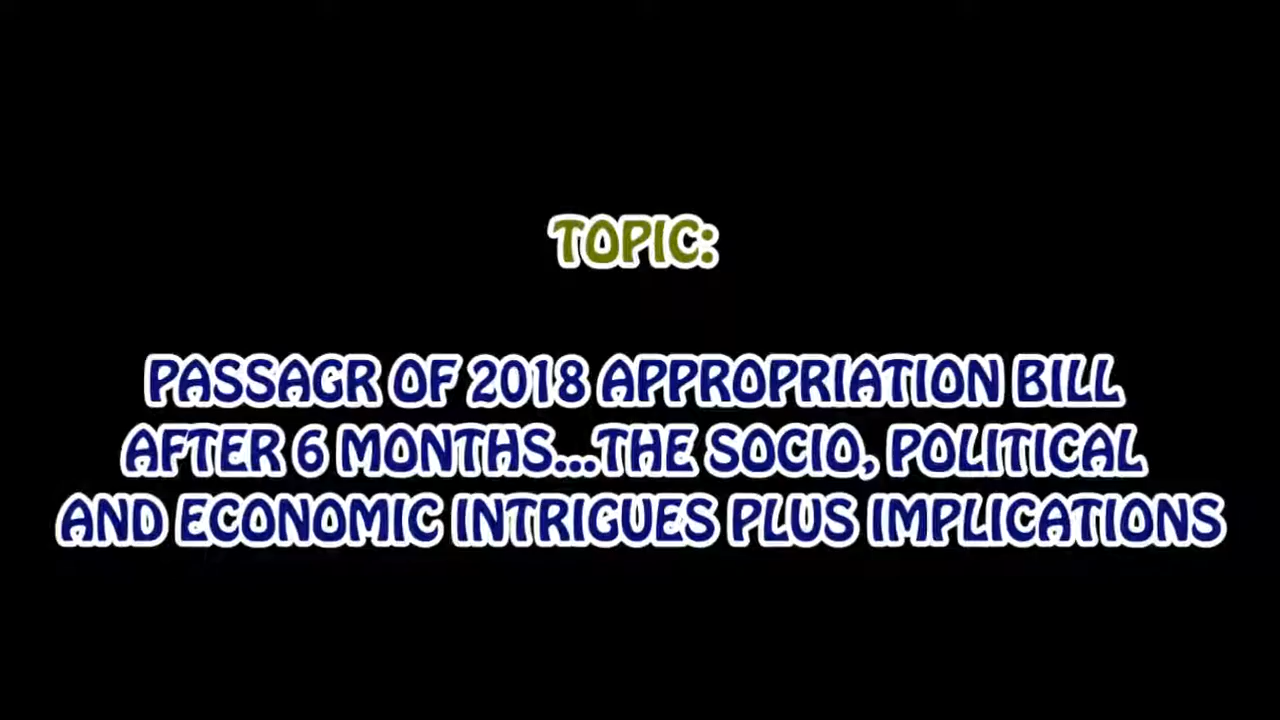 TOPIC:
PASSAGR OF 2018 APPROPRIATION BILL
AFTER 6 MONTHS...THE SOCIO, POLITICAL
AND ECONOMIC INTRIGUES PLUS IMPLICATIONS